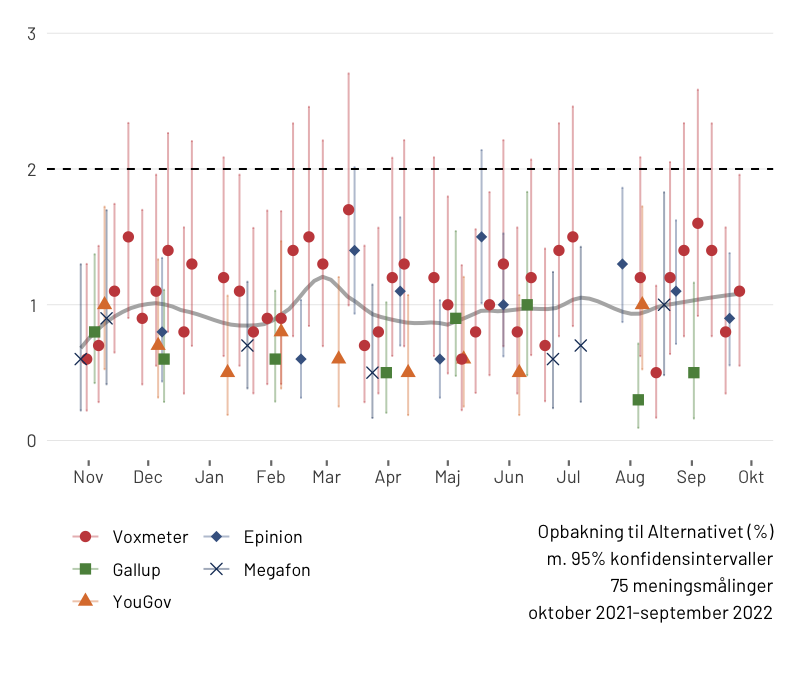 3
2
1
0
Nov Dec Jan Feb Mar Apr Maj Jun Jul Aug Sep Okt
Voxmeter Epinion
Gallup Megafon
YouGov
Opbakning til Alternativet (%)
m. 95% konfidensintervaller
75 meningsmålinger
oktober 2021-september 2022